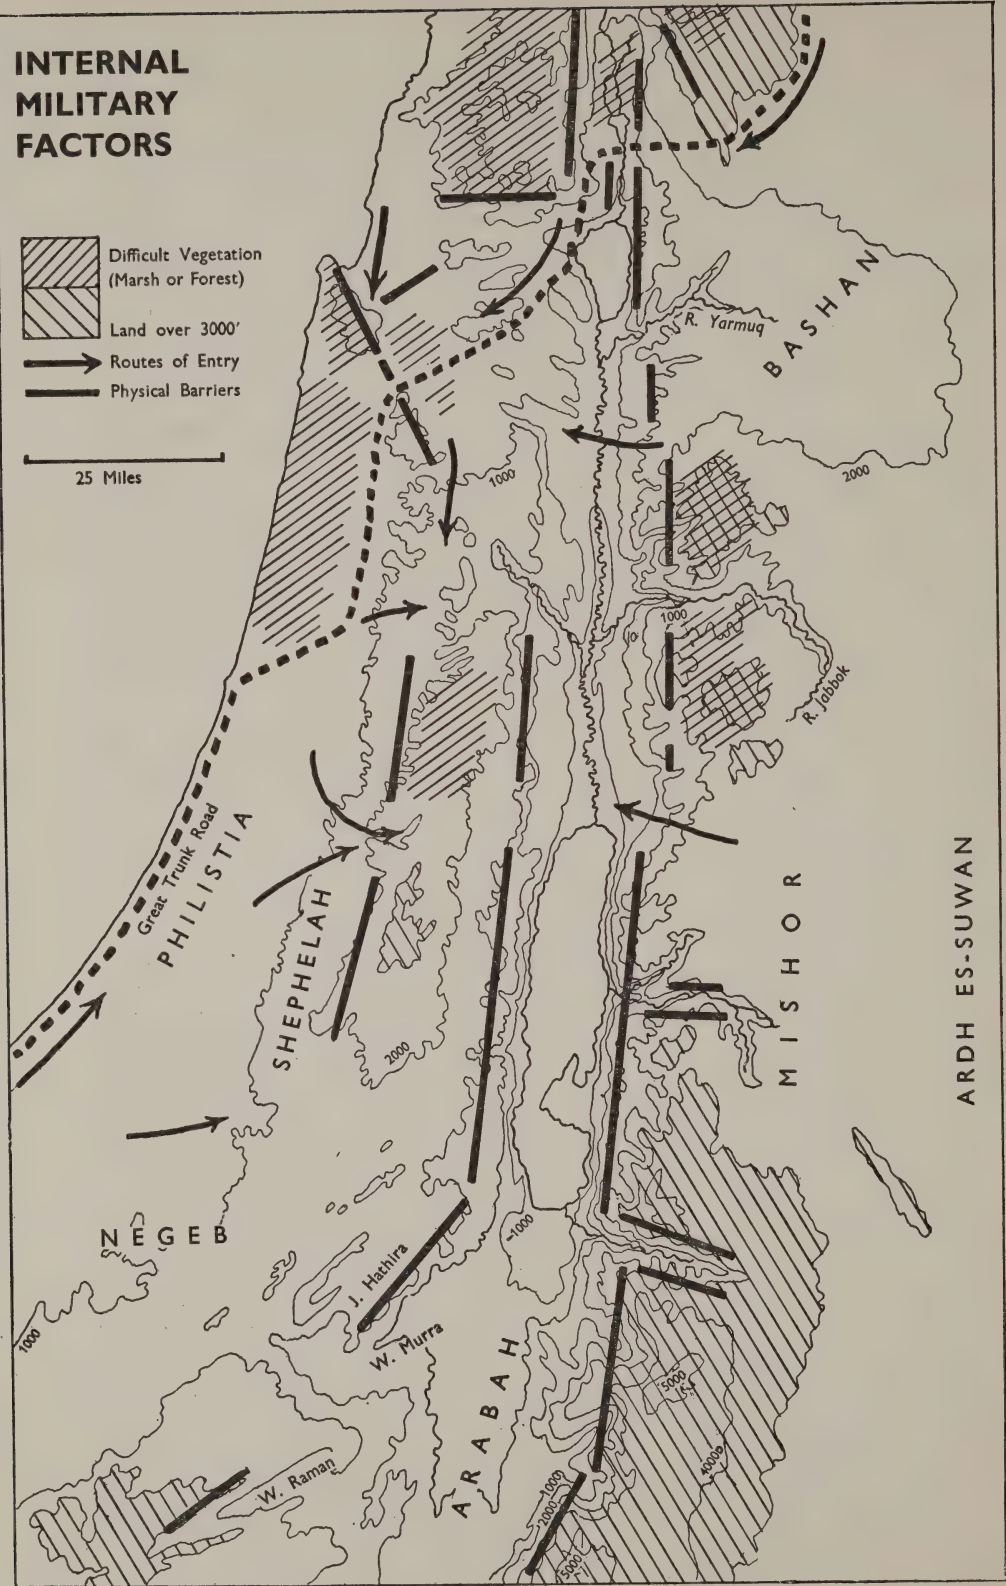 INTERNAL
MILITARY
FACTORS
Difficult Vegetation
(Marsh or Forest)
Land over 3000'
Routes of Entry
Physical Barriers
25 Miles
R. Yarmuq
BASHAN
2000
1000
1000
R. Jabbok
Great Trunk Road
PHILISTIA
SHEPHELAH
2000
MISHOR
ARDH ES-SUWAN
NEGEB
1000
-1000
J. Hathira
W. Murra
ARABAH
5000
4000
W. Raman
1000
2000
5000